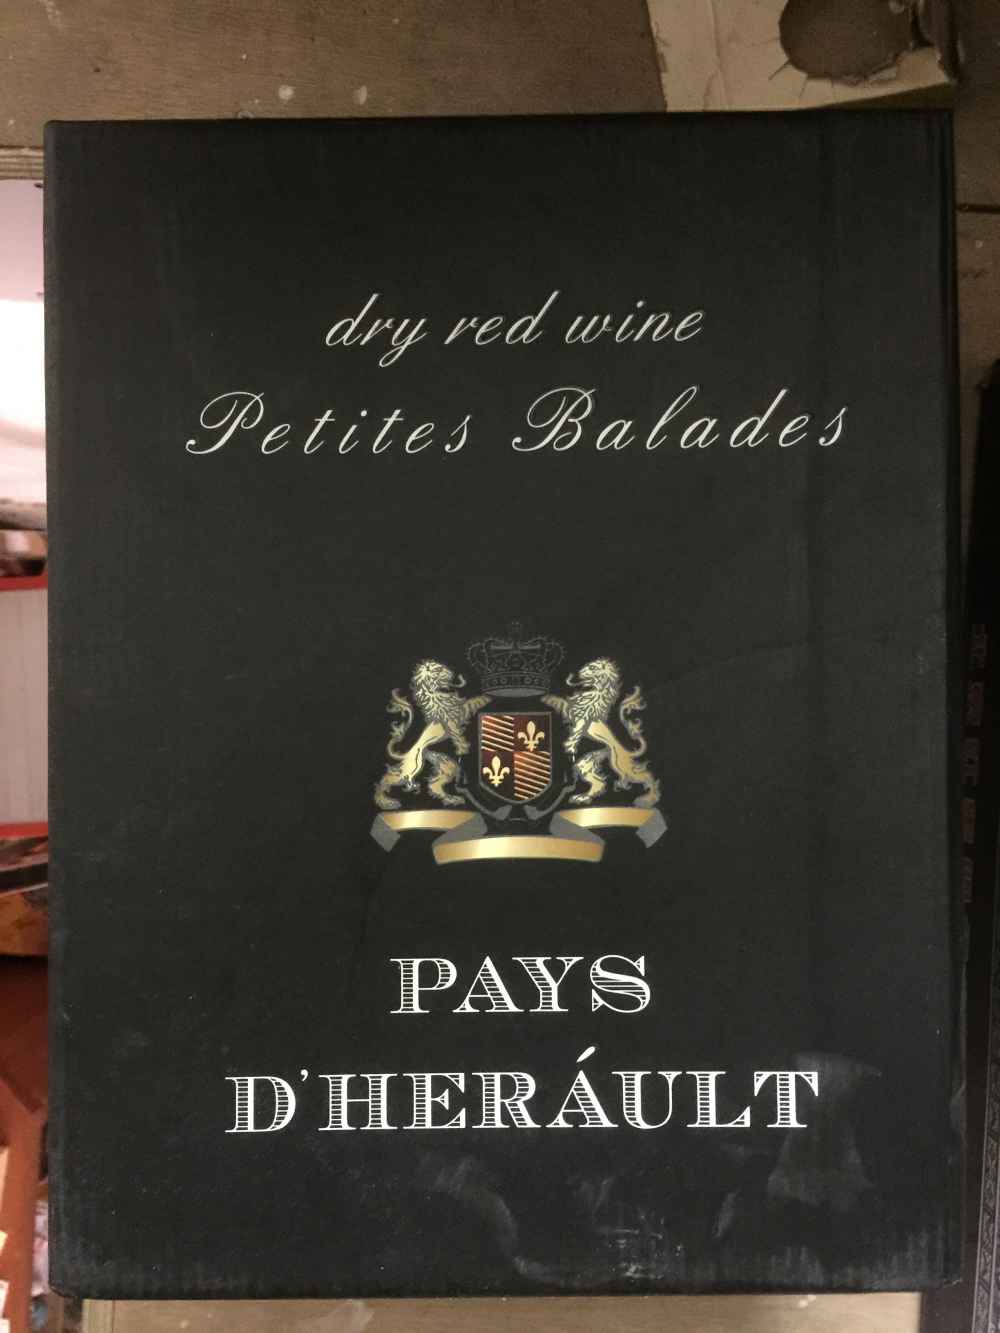 dry red wine
Petites Balades
PAYS
D'HERÁULT